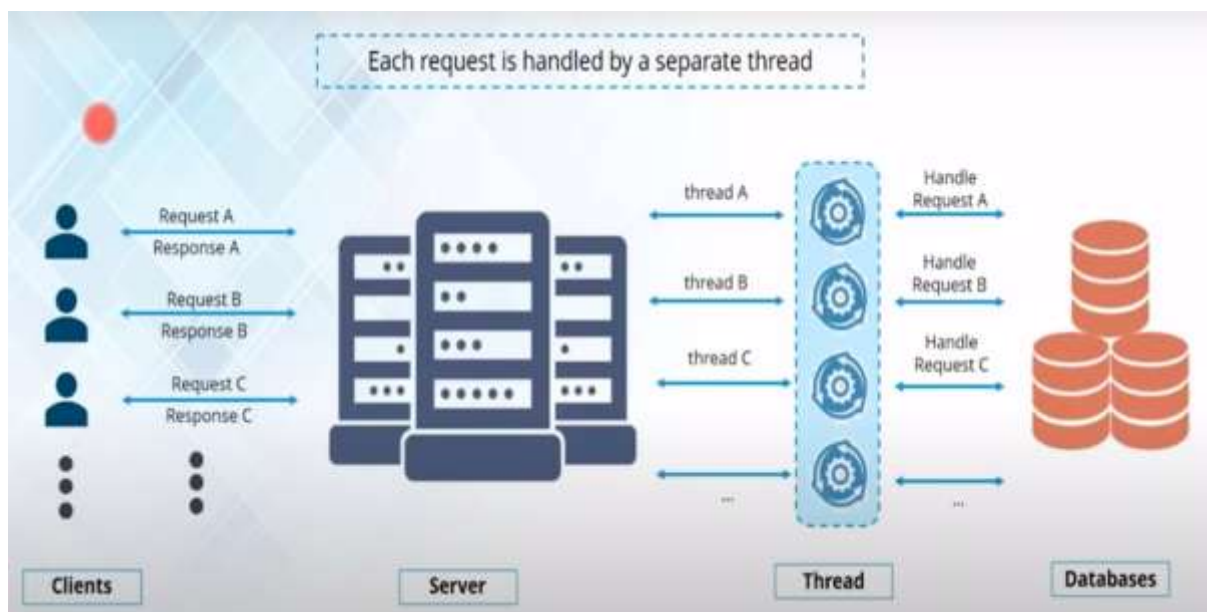 Each request is handled by a separate thread
Request A
Response A
Request B
Response B
Request C
Response C
thread A
thread B
thread C
...
Handle
Request A
Handle
Request B
Handle
Request C
...
Clients
Server
Thread
Databases